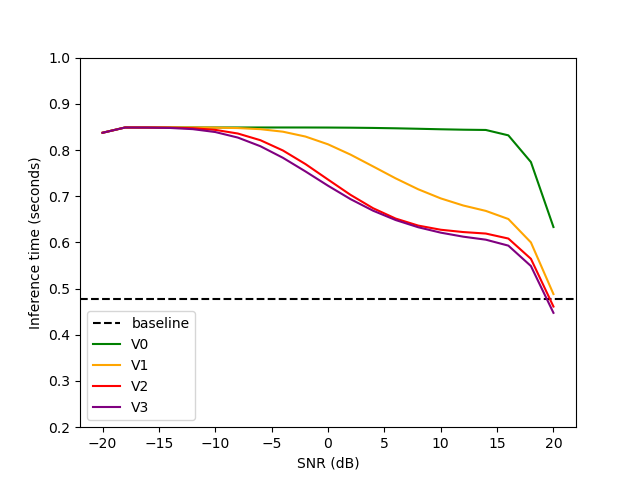 1.0
0.9
0.8
0.7
0.6
0.5
0.4
0.3
0.2
Inference time (seconds)
baseline
V0
V1
V2
V3
−20 −15 −10 −5 0 5 10 15 20
SNR (dB)